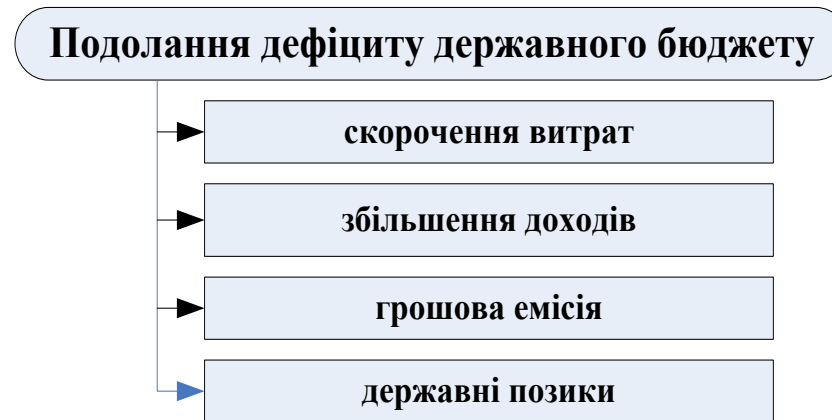 Подолання дефіциту державного бюджету
скорочення витрат
збільшення доходів
грошова емісія
державні позики